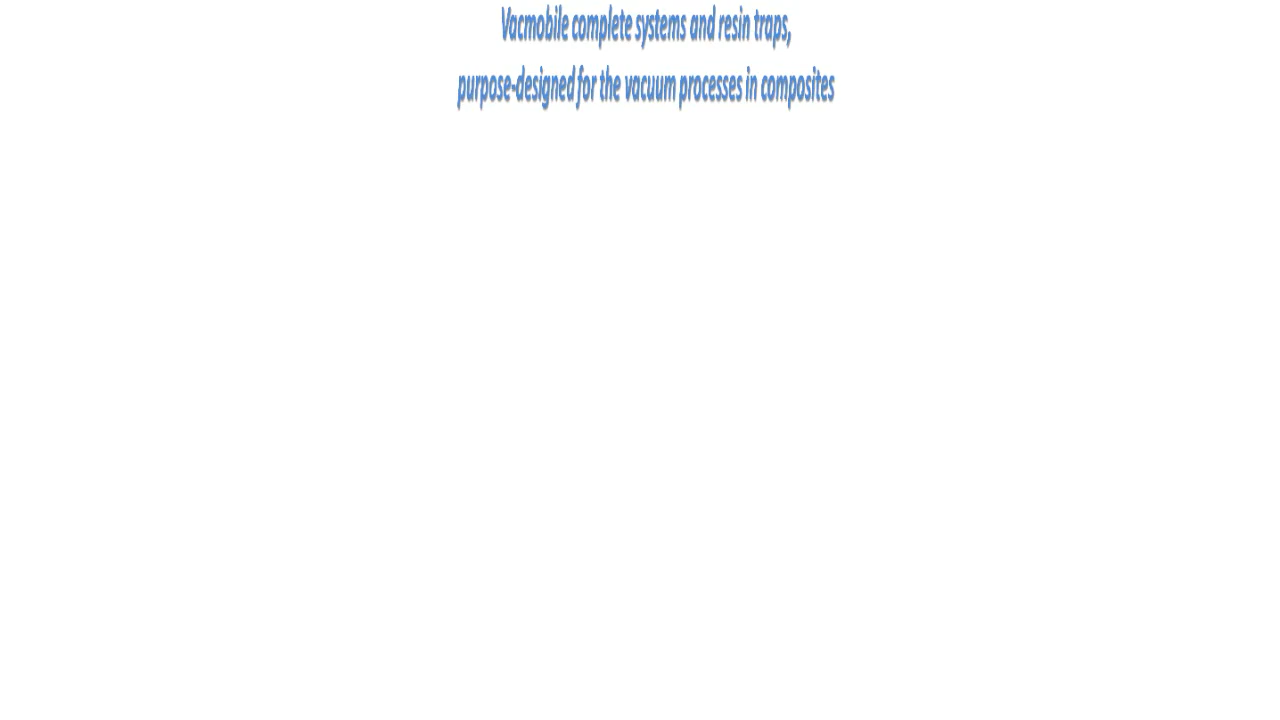 Vacmobile complete systems and resin traps,
purpose-designed for the vacuum processes in composites